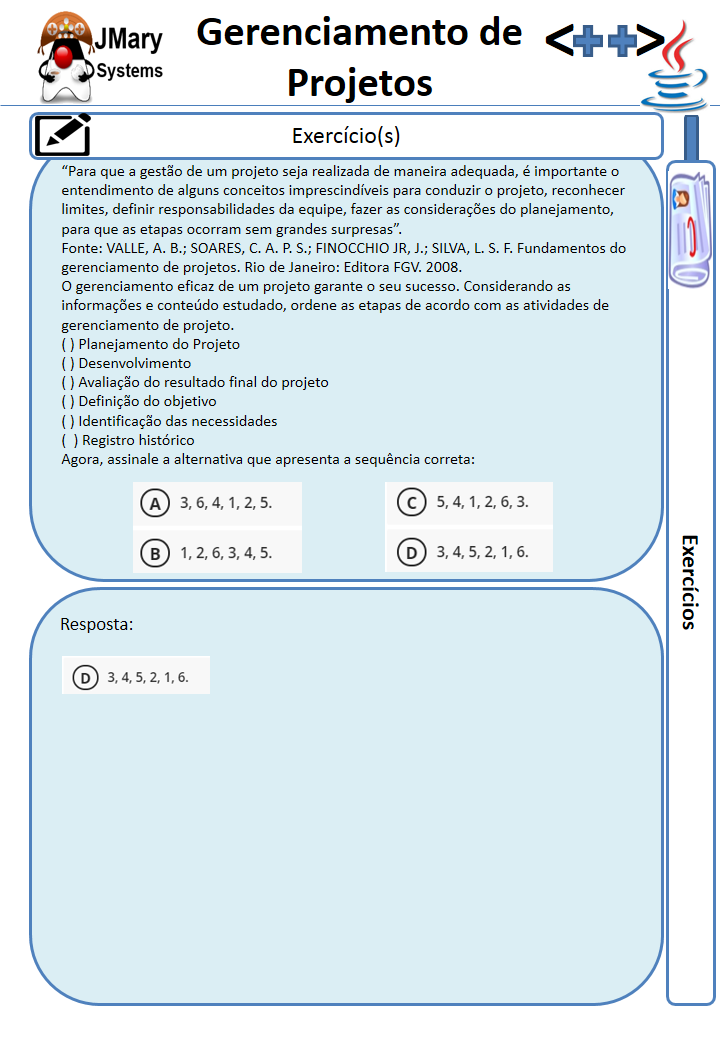 JMary
Systems
Gerenciamento de
Projetos
<++>
Exercício(s)
“Para que a gestão de um projeto seja realizada de maneira adequada, é importante o
entendimento de alguns conceitos imprescindíveis para conduzir o projeto, reconhecer
limites, definir responsabilidades da equipe, fazer as considerações do planejamento,
para que as etapas ocorram sem grandes surpresas”.
Fonte: VALLE, A. B.; SOARES, C. A. P. S.; FINOCCHIO JR, J.; SILVA, L. S. F. Fundamentos do
gerenciamento de projetos. Rio de Janeiro: Editora FGV. 2008.
O gerenciamento eficaz de um projeto garante o seu sucesso. Considerando as
informações e conteúdo estudado, ordene as etapas de acordo com as atividades de
gerenciamento de projeto.
( ) Planejamento do Projeto
( ) Desenvolvimento
( ) Avaliação do resultado final do projeto
( ) Definição do objetivo
( ) Identificação das necessidades
(  ) Registro histórico
Agora, assinale a alternativa que apresenta a sequência correta:
A 3, 6, 4, 1, 2, 5.
B 1, 2, 6, 3, 4, 5.
C 5, 4, 1, 2, 6, 3.
D 3, 4, 5, 2, 1, 6.
Resposta:
D 3, 4, 5, 2, 1, 6.
Exercícios